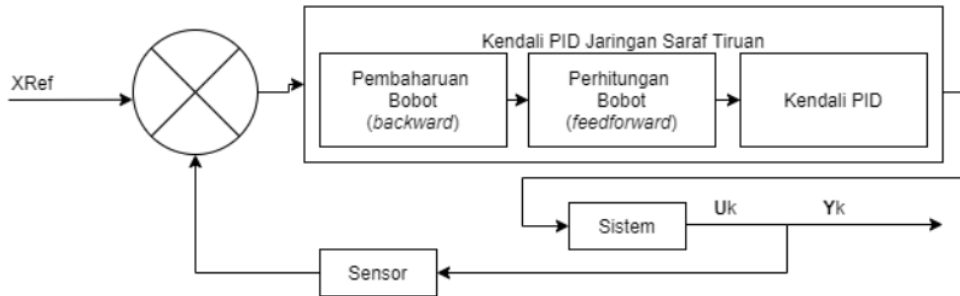 XRef
Kendali PID Jaringan Saraf Tiruan
Pembaharuan
Bobot
(backward)
Perhitungan
Bobot
(feedforward)
Kendali PID
Sistem
Uk
Yk
Sensor